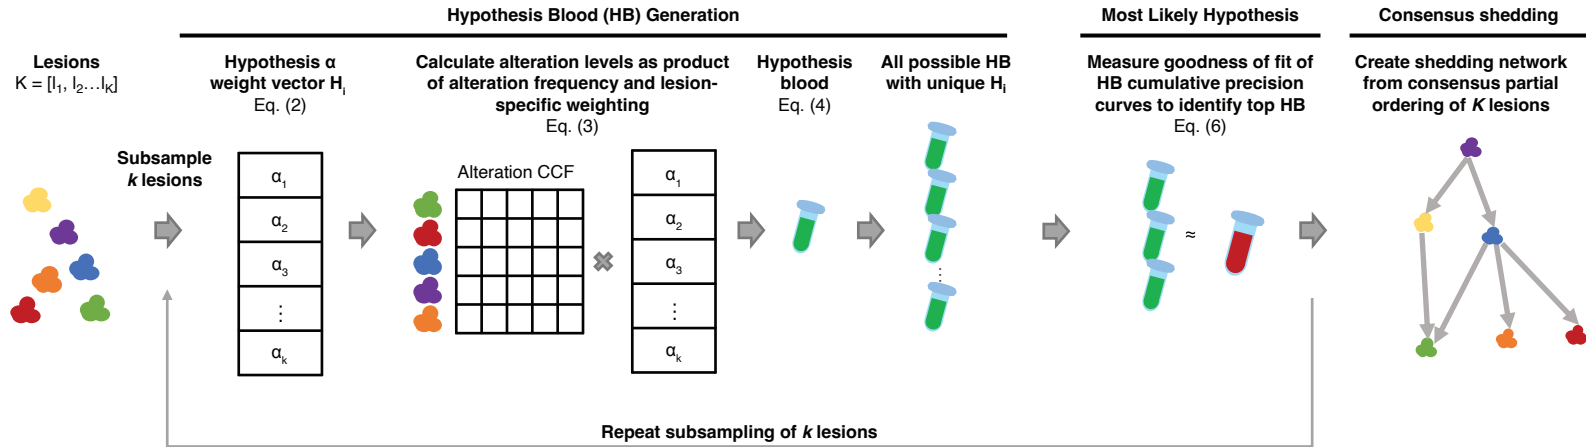 Hypothesis Blood (HB) Generation
Most Likely Hypothesis
Consensus shedding
Lesions
K = [l1, l2…lK]
Hypothesis α
weight vector Hi
Eq. (2)
Calculate alteration levels as product
of alteration frequency and lesion-
specific weighting
Eq. (3)
Hypothesis
blood
Eq. (4)
All possible HB
with unique Hi
Measure goodness of fit of
HB cumulative precision
curves to identify top HB
Eq. (6)
Create shedding network
from consensus partial
ordering of K lesions
Subsample
k lesions
α1
α2
α3
⋮
αk
Alteration CCF
α1
α2
α3
⋮
αk
⋮
≈
Repeat subsampling of k lesions